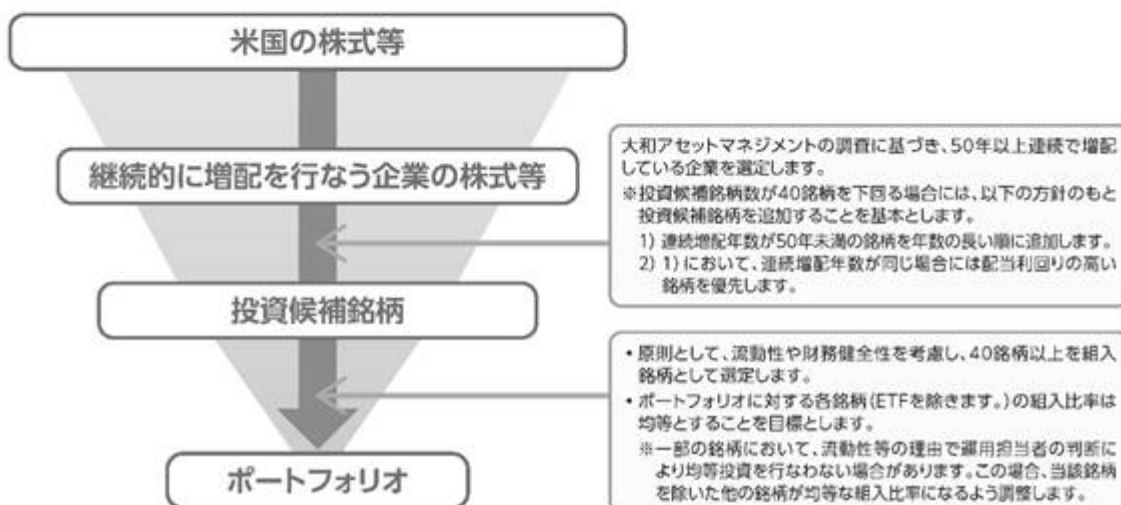 米国の株式等
継続的に増配を行なう企業の株式等
大和アセットマネジメントの調査に基づき、50年以上連続で増配
している企業を選定します。
※投資候補銘柄数が40銘柄を下回る場合には、以下の方針のもと
投資候補銘柄を追加することを基本とします。
1) 連続増配年数が50年未満の銘柄を年数の長い順に追加します。
2) 1)において、連続増配年数が同じ場合には配当利回りの高い
銘柄を優先します。
投資候補銘柄
• 原則として、流動性や財務健全性を考慮し、40銘柄以上を組入
銘柄として選定します。
• ポートフォリオに対する各銘柄(ETFを除きます。)の組入比率は
均等とすることを目標とします。
※一部の銘柄において、流動性等の理由で運用担当者の判断に
より均等投資を行なわない場合があります。この場合、当該銘柄
を除いた他の銘柄が均等な組入比率になるよう調整します。
ポートフォリオ